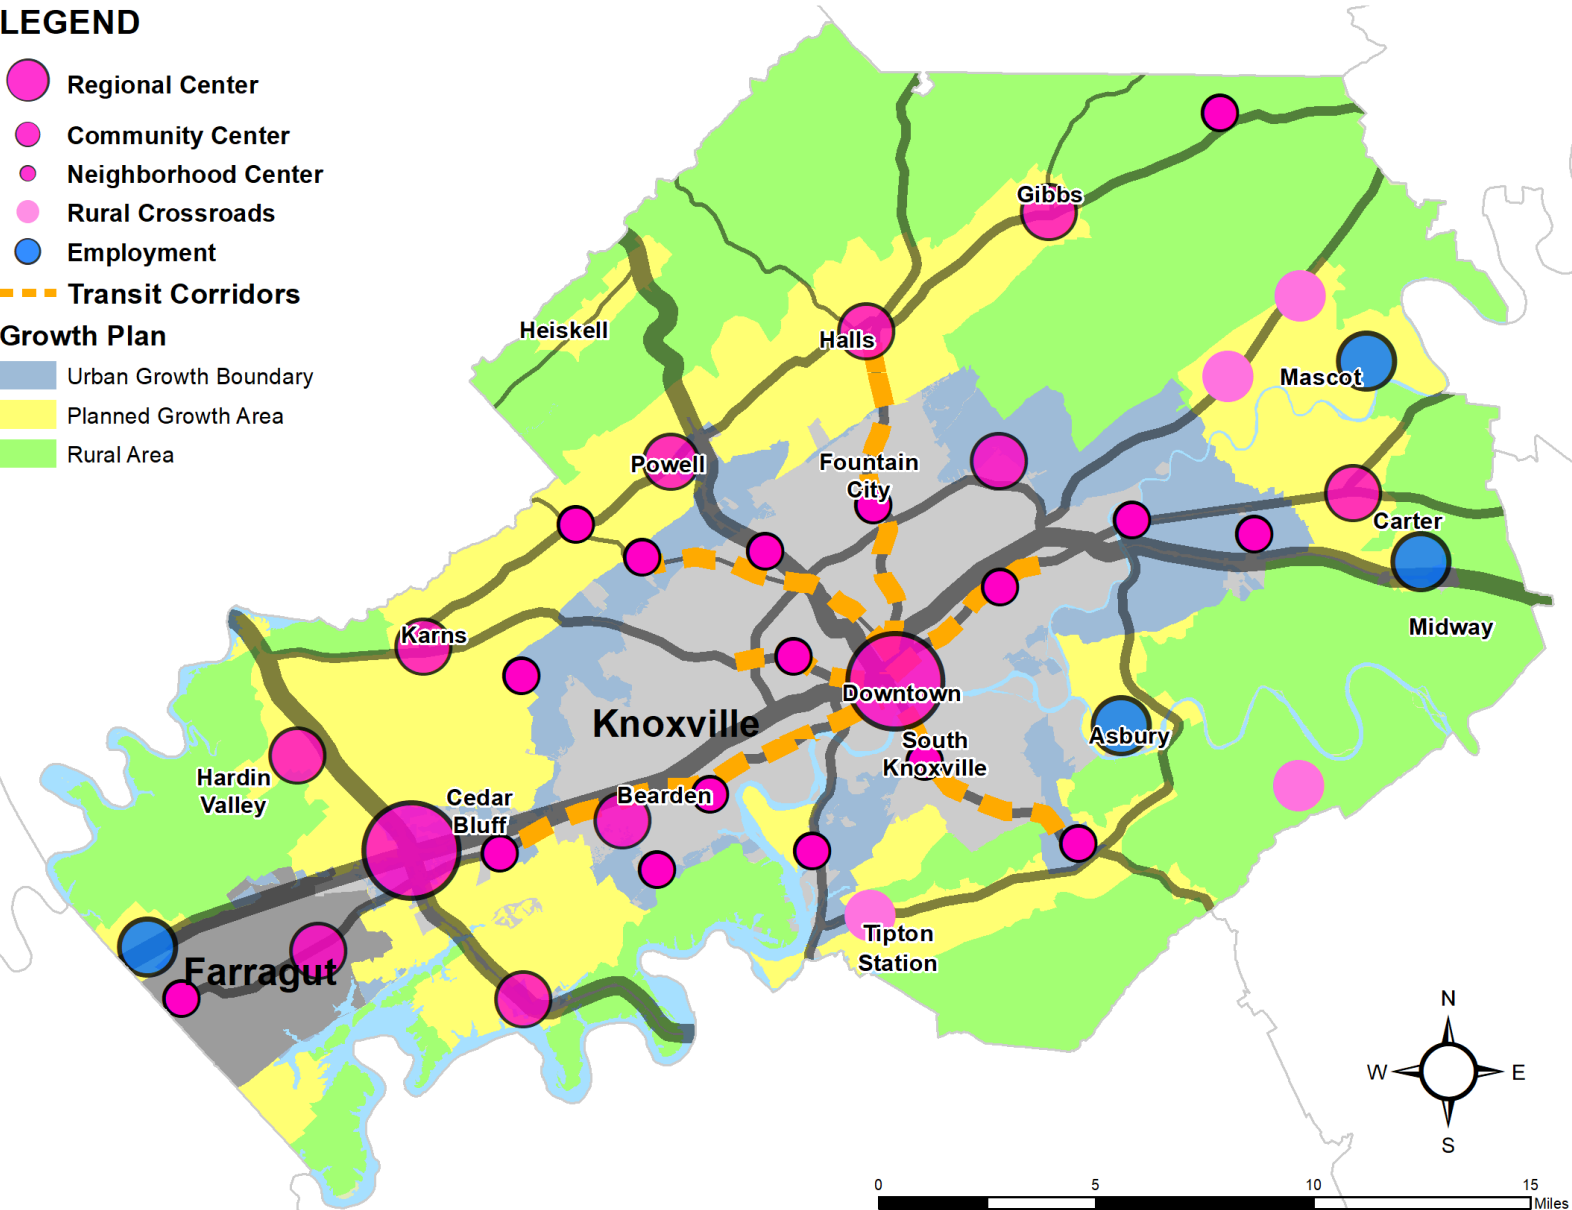 LEGEND
Regional Center
Community Center
Neighborhood Center
Rural Crossroads
Employment
Transit Corridors
Growth Plan
Urban Growth Boundary
Planned Growth Area
Rural Area
Gibbs
Heiskell
Halls
Mascot
Powell
Fountain
City
Carter
Midway
Karns
Downtown
Knoxville
Asbury
South
Knoxville
Hardin
Valley
Cedar
Bluff
Bearden
Tipton
Station
Farragut
N
W
E
S
0
5
10
15
Miles